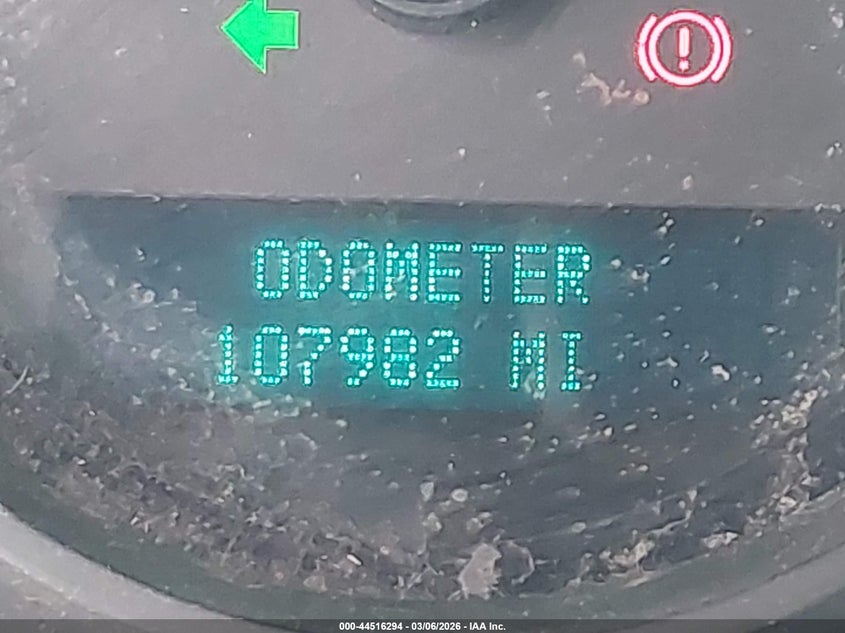 ODOMETER
107982 MI
000-44516294 - 03/06/2026 - IAA Inc.